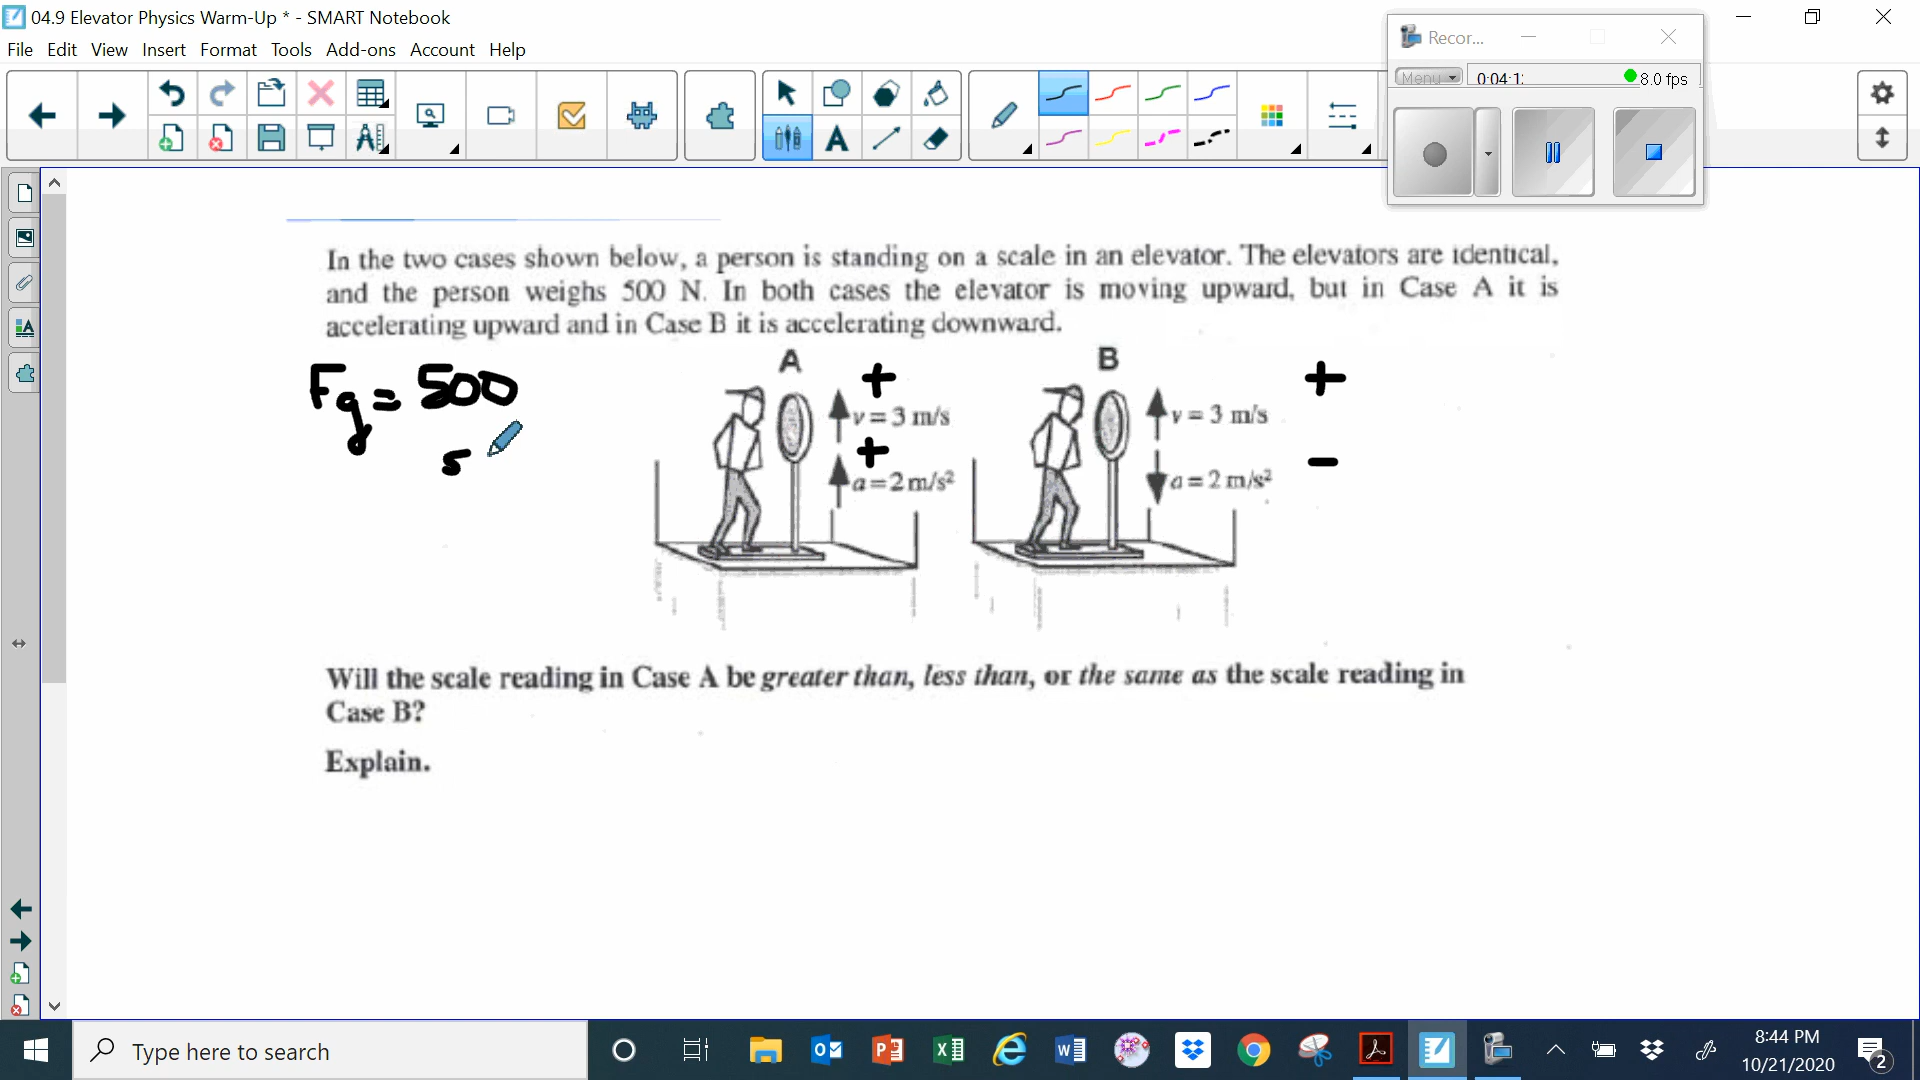 04.9 Elevator Physics Warm-Up * - SMART Notebook
File Edit View Insert Format Tools Add-ons Account Help
Recor...
Menu
8.0 fps
In the two cases shown below, a person is standing on a scale in an elevator. The elevators are identical,
and the person weighs 500 N. In both cases the elevator is moving upward, but in Case A it is
accelerating upward and in Case B it is accelerating downward.
A
B
Fg = 500
5
+
v = 3 m/s
+
a = 2 m/s²
+
v = 3 m/s
-
a = 2 m/s²
Will the scale reading in Case A be greater than, less than, or the same as the scale reading in
Case B?
Explain.
Type here to search
8:44 PM
10/21/2020
2